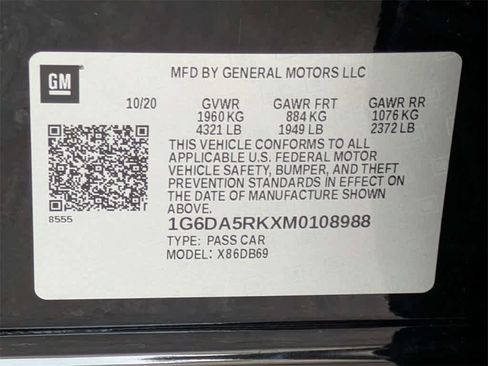 GM
MFD BY GENERAL MOTORS LLC
10/20 GVWR GAWR FRT GAWR RR
1960 KG 884 KG 1076 KG
4321 LB 1949 LB 2372 LB
THIS VEHICLE CONFORMS TO ALL
APPLICABLE U.S. FEDERAL MOTOR
VEHICLE SAFETY, BUMPER, AND THEFT
PREVENTION STANDARDS IN EFFECT ON
THE DATE OF MANUFACTURE SHOWN
ABOVE.
8555
1G6DA5RKXM0108988
TYPE: PASS CAR
MODEL: X86DB69